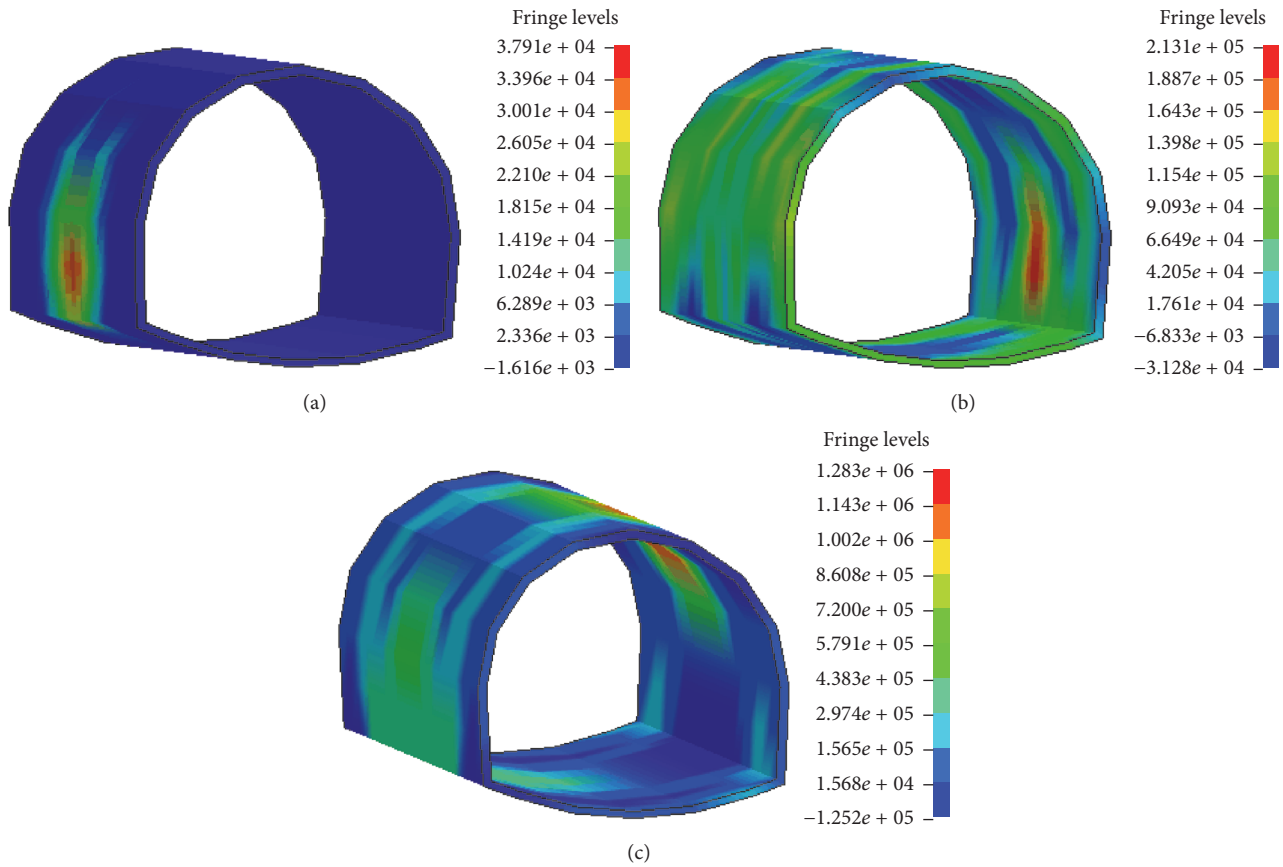 Fringe levels
3.791e + 04
3.396e + 04
3.001e + 04
2.605e + 04
2.210e + 04
1.815e + 04
1.419e + 04
1.024e + 04
6.289e + 03
2.336e + 03
−1.616e + 03
(a)
Fringe levels
2.131e + 05
1.887e + 05
1.643e + 05
1.398e + 05
1.154e + 05
9.093e + 04
6.649e + 04
4.205e + 04
1.761e + 04
−6.833e + 03
−3.128e + 04
(b)
Fringe levels
1.283e + 06
1.143e + 06
1.002e + 06
8.608e + 05
7.200e + 05
5.791e + 05
4.383e + 05
2.974e + 05
1.565e + 05
1.568e + 04
−1.252e + 05
(c)